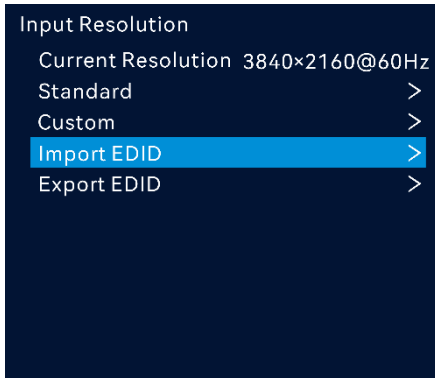 Input Resolution
Current Resolution 3840×2160@60Hz
Standard >
Custom >
Import EDID >
Export EDID >